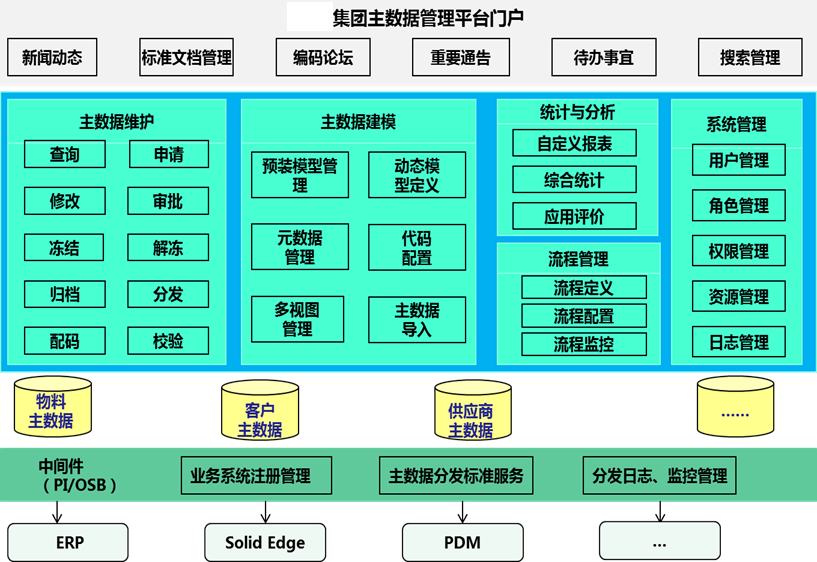 集团主数据管理平台门户
新闻动态
标准文档管理
编码论坛
重要通告
待办事宜
搜索管理
主数据维护
查询
申请
修改
审批
冻结
解冻
归档
分发
配码
校验
主数据建模
预装模型管
理
动态模
型定义
元数据
管理
代码
配置
多视图
管理
主数据
导入
统计与分析
自定义报表
综合统计
应用评价
流程管理
流程定义
流程配置
流程监控
系统管理
用户管理
角色管理
权限管理
资源管理
日志管理
物料
主数据
客户
主数据
供应商
主数据
……
中间件
（PI/OSB）
业务系统注册管理
主数据分发标准服务
分发日志、监控管理
ERP
Solid Edge
PDM
…